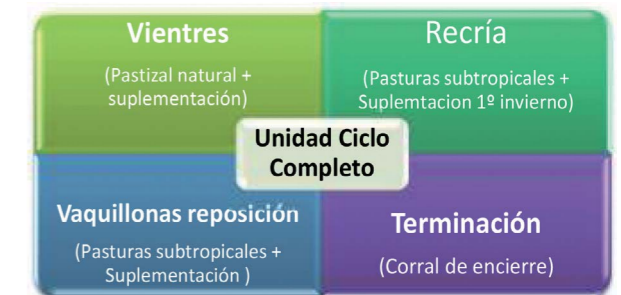 Vientres
(Pastizal natural +
suplementación)
Recría
(Pasturas subtropicales +
Suplemtacion 1º invierno)
Unidad Ciclo
Completo
Vaquillonas reposición
(Pasturas subtropicales +
Suplementación )
Terminación
(Corral de encierre)